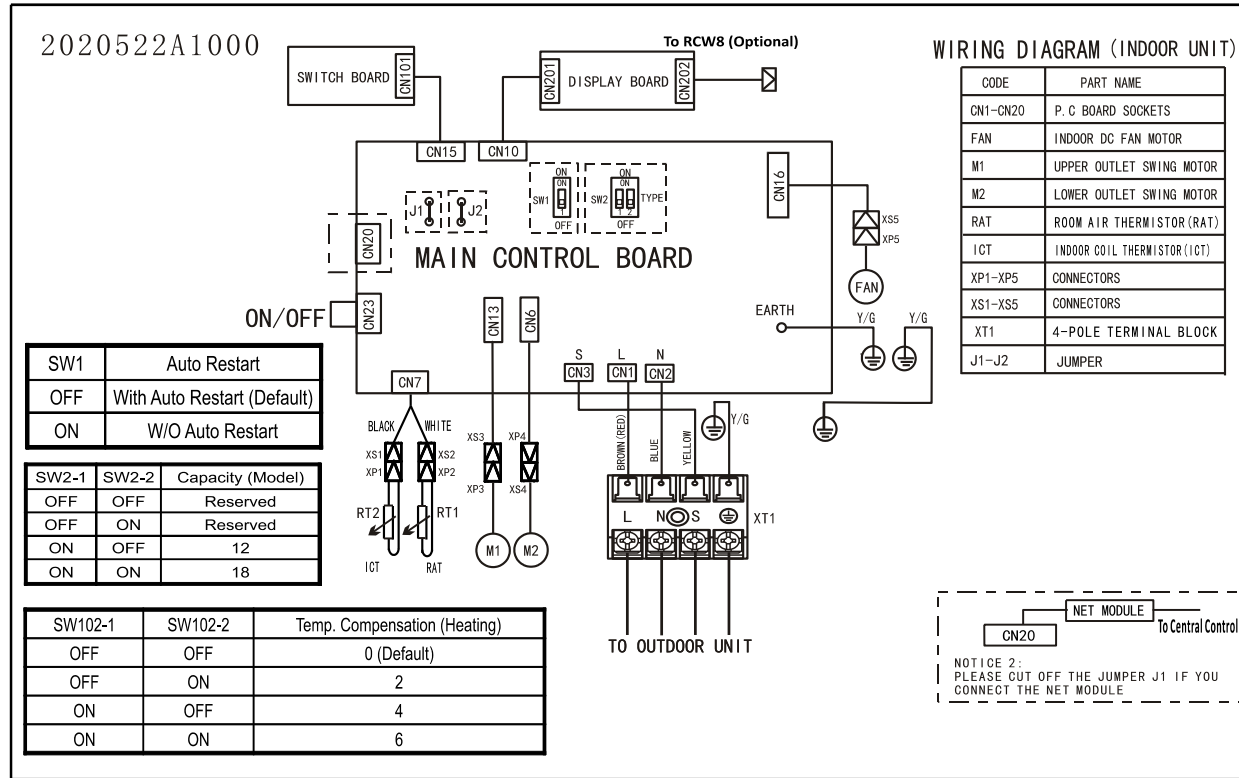 2020522A1000
To RCW8 (Optional)
WIRING DIAGRAM (INDOOR UNIT)
SWITCH BOARD
CN101
CN201
DISPLAY BOARD
CN202
CODE PART NAME
CN1-CN20 P. C BOARD SOCKETS
FAN INDOOR DC FAN MOTOR
M1 UPPER OUTLET SWING MOTOR
M2 LOWER OUTLET SWING MOTOR
RAT ROOM AIR THERMISTOR(RAT)
ICT INDOOR COIL THERMISTOR(ICT)
XP1-XP5 CONNECTORS
XS1-XS5 CONNECTORS
XT1 4-POLE TERMINAL BLOCK
J1-J2 JUMPER
CN15
CN10
J1
J2
ON
ON
SW1
1
OFF
ON
ON
SW2
TYPE
1 2
OFF
CN16
XS5
XP5
FAN
CN20
MAIN CONTROL BOARD
CN23
ON/OFF
CN13
CN6
EARTH
Y/G
Y/G
S
L
N
CN3
CN1
CN2
CN7
SW1 Auto Restart
OFF With Auto Restart (Default)
ON W/O Auto Restart
BLACK
WHITE
XS1
XP1
XS2
XP2
XS3
XP3
XP4
XS4
RT2
RT1
ICT
RAT
M1
M2
BROWN(RED)
BLUE
YELLOW
Y/G
L
N
S
XT1
TO OUTDOOR UNIT
SW2-1 SW2-2 Capacity (Model)
OFF OFF Reserved
OFF ON Reserved
ON OFF 12
ON ON 18
SW102-1 SW102-2 Temp. Compensation (Heating)
OFF OFF 0 (Default)
OFF ON 2
ON OFF 4
ON ON 6
NET MODULE
CN20
To Central Control
NOTICE 2:
PLEASE CUT OFF THE JUMPER J1 IF YOU
CONNECT THE NET MODULE